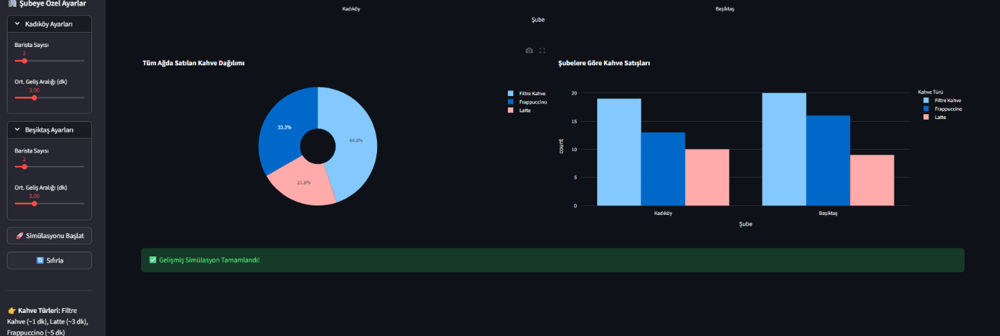 Şubeye Özel Ayarlar
Kadıköy Ayarları
Barista Sayısı
2
Ort. Geliş Aralığı (dk)
3.00
Beşiktaş Ayarları
Barista Sayısı
2
Ort. Geliş Aralığı (dk)
3.00
Simülasyonu Başlat
Sıfırla
Kahve Türleri: Filtre
Kahve (~1 dk), Latte (~3 dk),
Frappuccino (~5 dk)
Kadıköy
Beşiktaş
Şube
Tüm Ağda Satılan Kahve Dağılımı
33.3%
44.8%
21.8%
Filtre Kahve
Frappuccino
Latte
Şubelere Göre Kahve Satışları
count
20
15
10
5
0
Kadıköy
Beşiktaş
Şube
Kahve Türü
Filtre Kahve
Frappuccino
Latte
Gelişmiş Simülasyon Tamamlandı!